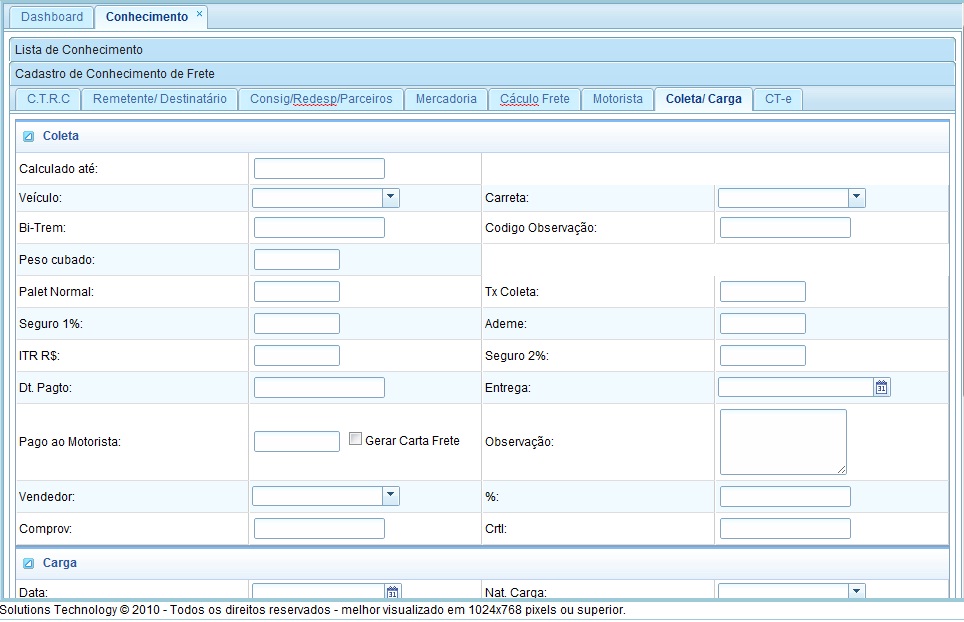 Dashboard Conhecimento ×
Lista de Conhecimento
Cadastro de Conhecimento de Frete
C.T.R.C Remetente/ Destinatário Consig/Redesp/Parceiros Mercadoria Cáculo Frete Motorista Coleta/ Carga CT-e
Coleta
Calculado até:
Veículo: Carreta:
Bi-Trem: Codigo Observação:
Peso cubado:
Palet Normal: Tx Coleta:
Seguro 1%: Ademe:
ITR R$: Seguro 2%:
Dt. Pagto: Entrega: 31
Pago ao Motorista: Gerar Carta Frete Observação:
Vendedor: %:
Comprov: Crtl:
Carga
Data: 31 Nat. Carga:
Solutions Technology © 2010 - Todos os direitos reservados - melhor visualizado em 1024x768 pixels ou superior.